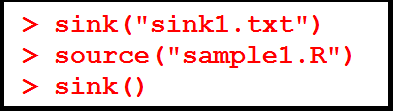 > sink("sink1.txt")
> source("sample1.R")
> sink()